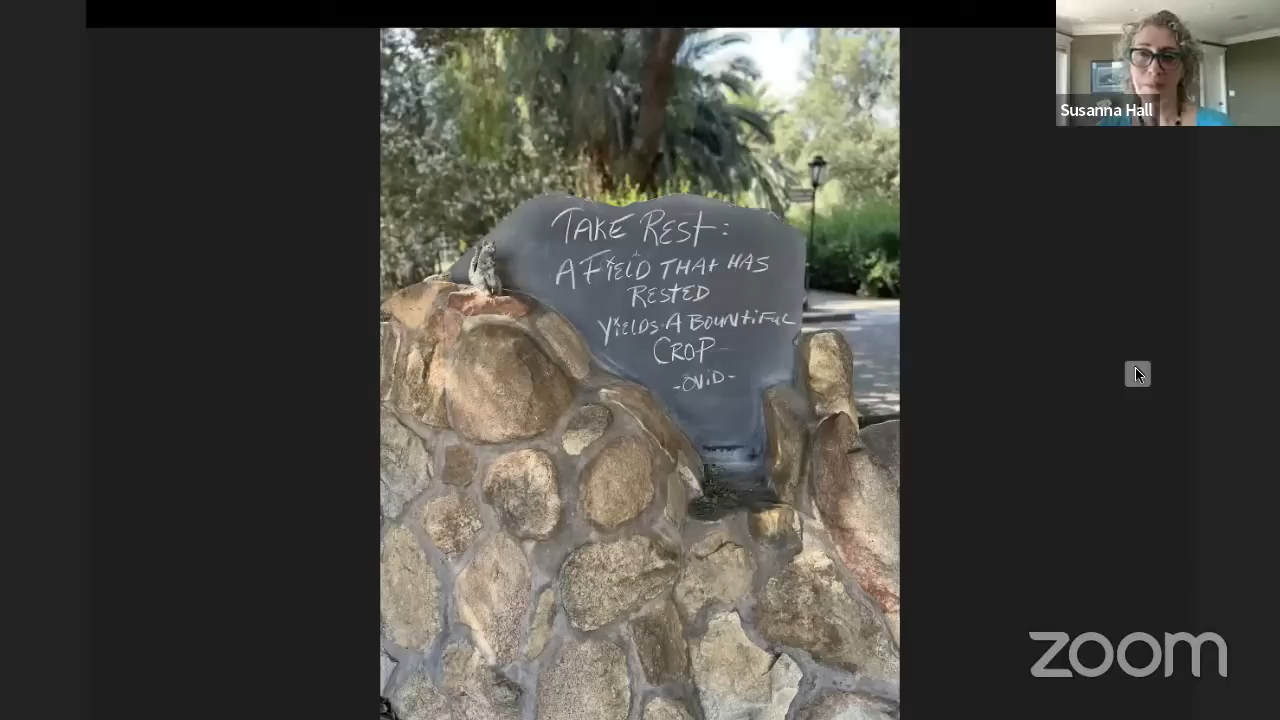 Susanna Hall
TAKE REST:
A FIELD THAT HAS
RESTED
YIELDS A BOUNTIFUL
CROP
-OVID-
zoom